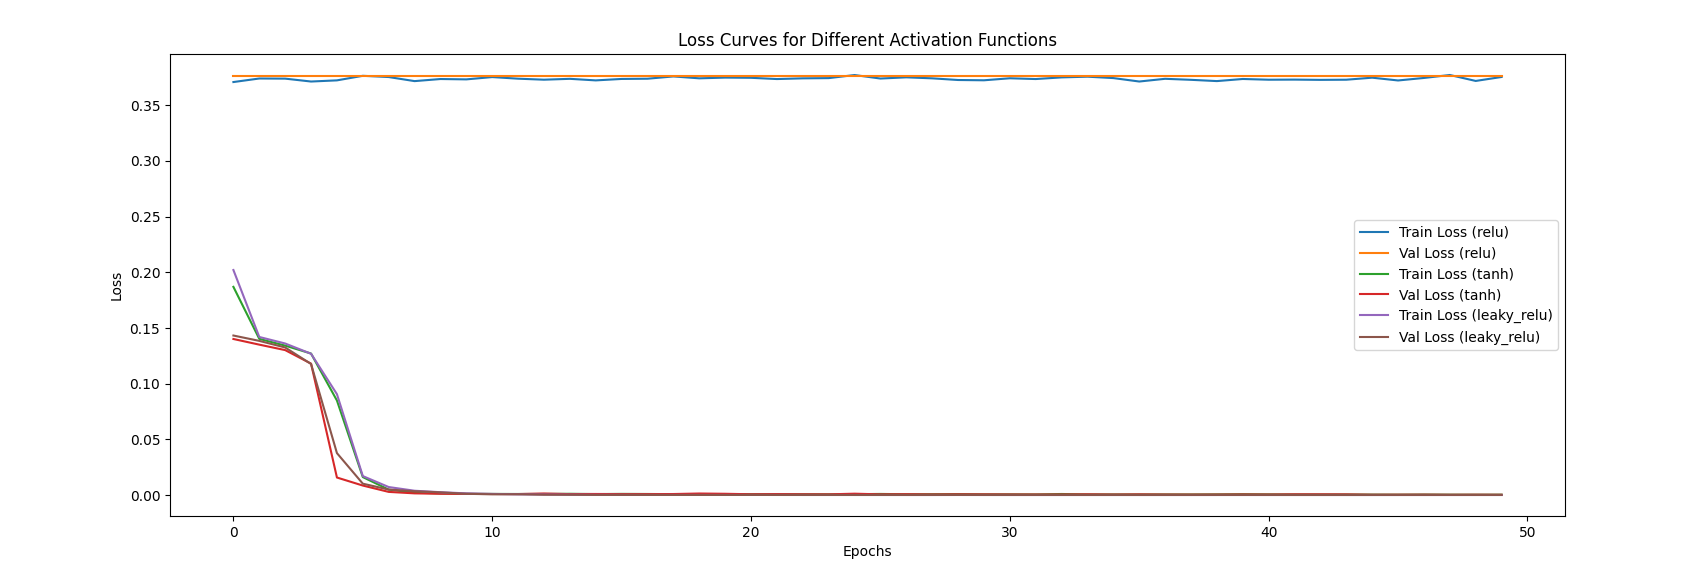 Loss Curves for Different Activation Functions
Loss
0.35
0.30
0.25
0.20
0.15
0.10
0.05
0.00
Train Loss (relu)
Val Loss (relu)
Train Loss (tanh)
Val Loss (tanh)
Train Loss (leaky_relu)
Val Loss (leaky_relu)
0 10 20 30 40 50
Epochs